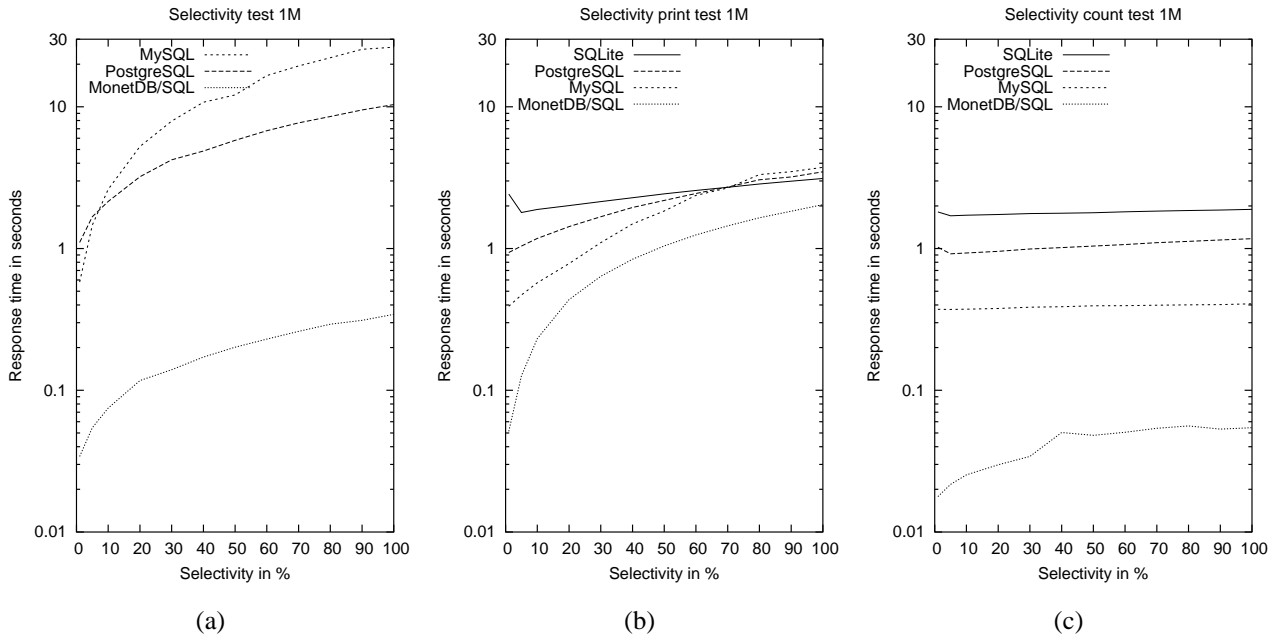 Selectivity test 1M
30
10
1
0.1
0.01
Response time in seconds
MySQL
PostgreSQL
MonetDB/SQL
0 10 20 30 40 50 60 70 80 90 100
Selectivity in %
(a)
Selectivity print test 1M
30
10
1
0.1
0.01
Response time in seconds
SQLite
PostgreSQL
MySQL
MonetDB/SQL
0 10 20 30 40 50 60 70 80 90 100
Selectivity in %
(b)
Selectivity count test 1M
30
10
1
0.1
0.01
Response time in seconds
SQLite
PostgreSQL
MySQL
MonetDB/SQL
0 10 20 30 40 50 60 70 80 90 100
Selectivity in %
(c)